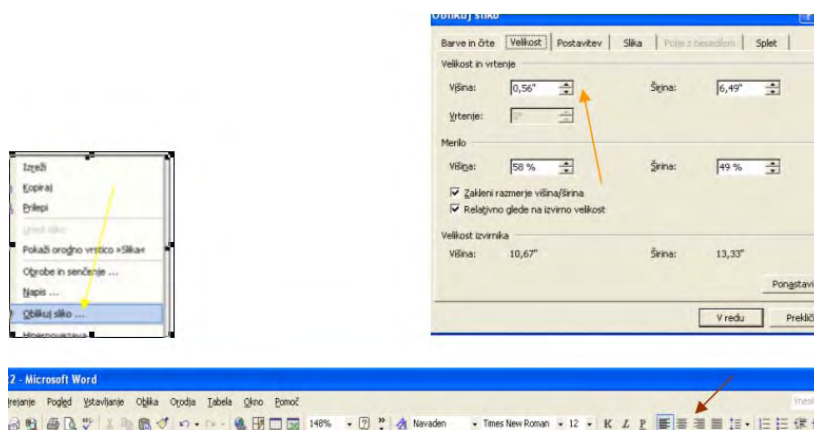 Izreži
Kopiraj
Prilepi
Uredi sliko
Pokaži orodno vrstico »Slika«
Obrobe in senčenje ...
Napis ...
Oblikuj sliko ...
Hiperpovezava
Oblikuj sliko
Barve in črte Velikost Postavitev Slika Polje z besedilom Splet
Velikost in vrtenje
Višina: 0,56" Širina: 6,49"
Vrtenje:
Merilo
Višina: 58 % Širina: 49 %
Zakleni razmerje višina/širina
Relativno glede na izvirno velikost
Velikost izvirnika
Višina: 10,67" Širina: 13,33"
Ponastavi
V redu Prekliči
2 - Microsoft Word
Pogled Vstavljanje Oblika Orodja Tabela Okno Pomoč
148% Navaden Times New Roman 12 K L P